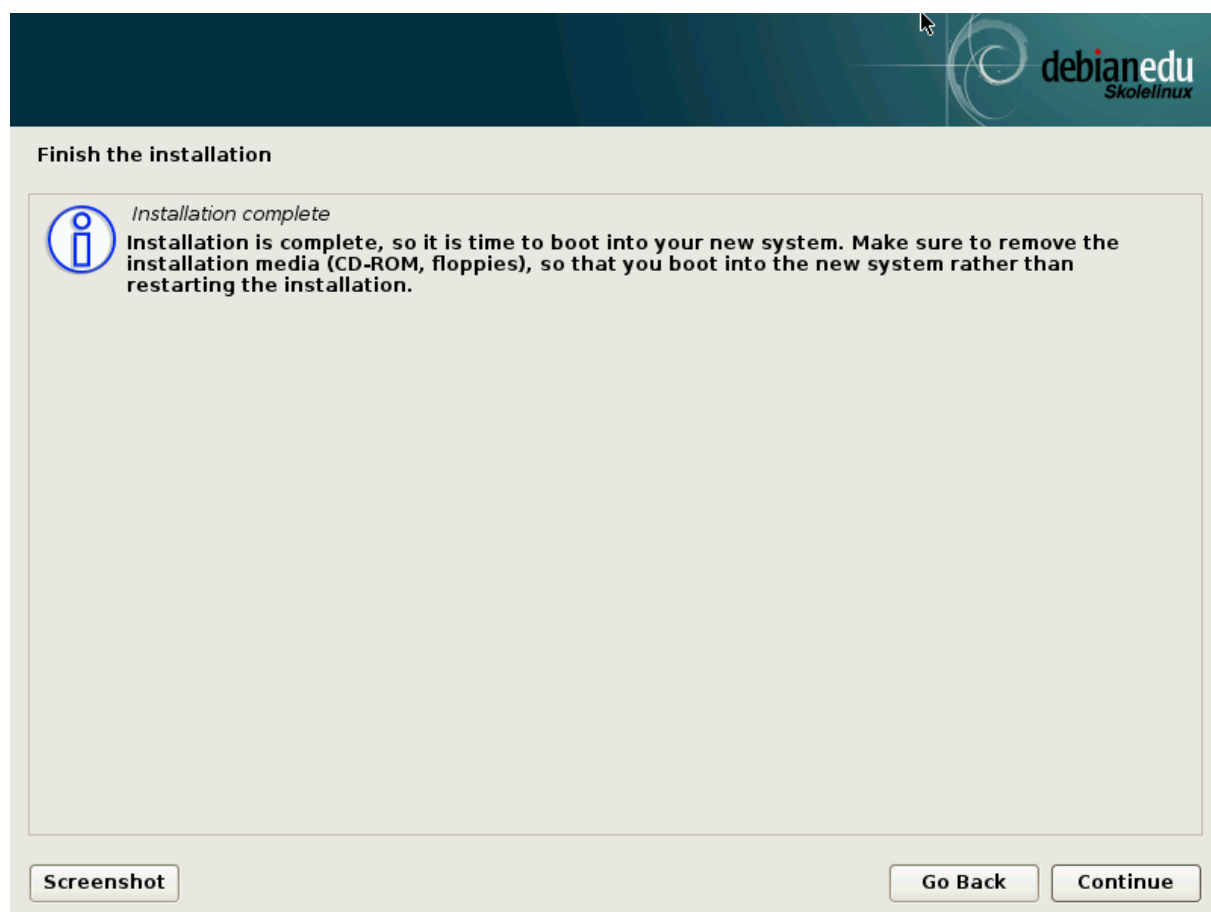 debianedu
Skolelinux
Finish the installation
Installation complete
Installation is complete, so it is time to boot into your new system. Make sure to remove the
installation media (CD-ROM, floppies), so that you boot into the new system rather than
restarting the installation.
Screenshot
Go Back
Continue